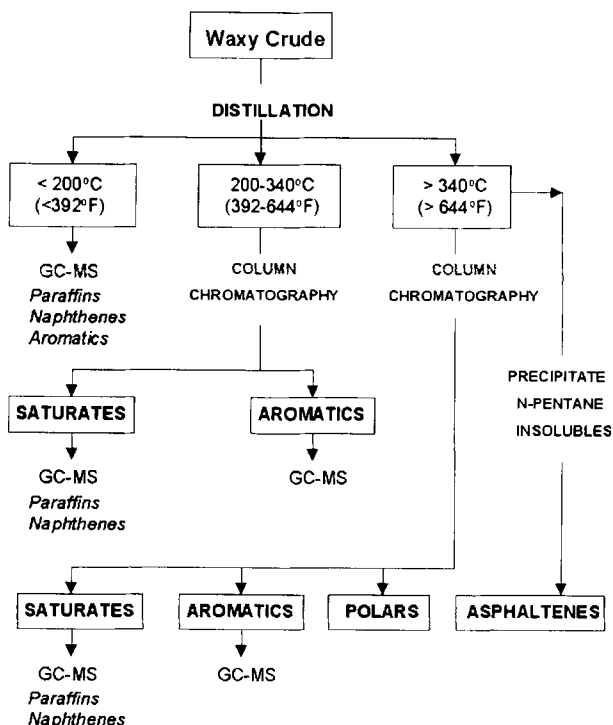 Waxy Crude
DISTILLATION
< 200°C
(<392°F)
200-340°C
(392-644°F)
> 340°C
(> 644°F)
GC-MS
Paraffins
Naphthenes
Aromatics
COLUMN
CHROMATOGRAPHY
COLUMN
CHROMATOGRAPHY
PRECIPITATE
N-PENTANE
INSOLUBLES
SATURATES
AROMATICS
GC-MS
Paraffins
Naphthenes
GC-MS
SATURATES
AROMATICS
POLARS
ASPHALTENES
GC-MS
Paraffins
Naphthenes
GC-MS